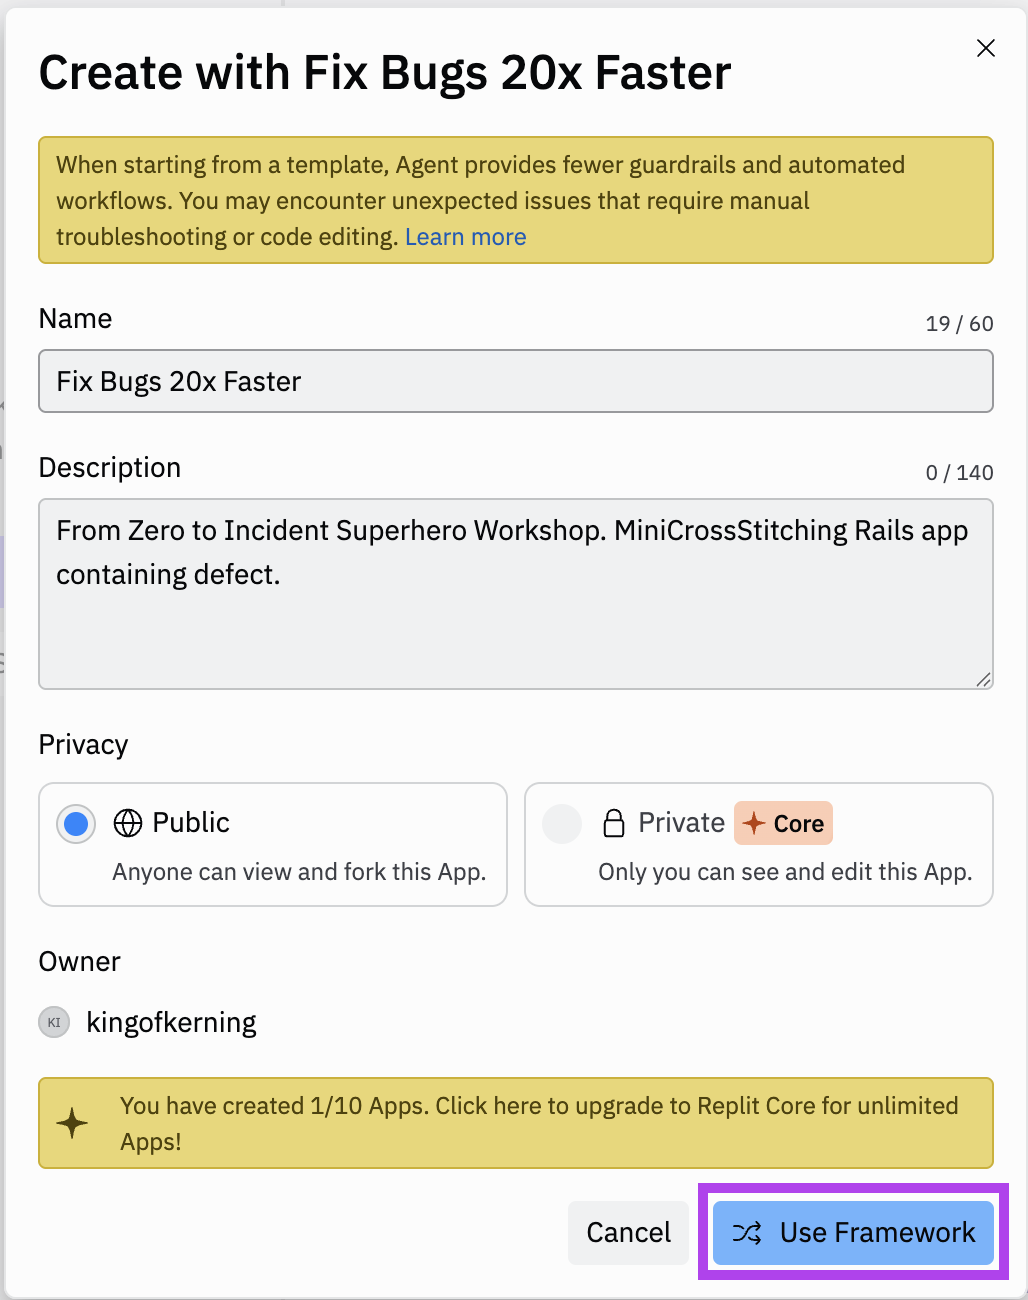 Create with Fix Bugs 20x Faster
When starting from a template, Agent provides fewer guardrails and automated
workflows. You may encounter unexpected issues that require manual
troubleshooting or code editing. Learn more
Name
19 / 60
Fix Bugs 20x Faster
Description
0 / 140
From Zero to Incident Superhero Workshop. MiniCrossStitching Rails app
containing defect.
Privacy
Public
Anyone can view and fork this App.
Private
Core
Only you can see and edit this App.
Owner
KI
kingofkerning
You have created 1/10 Apps. Click here to upgrade to Replit Core for unlimited
Apps!
Cancel
Use Framework